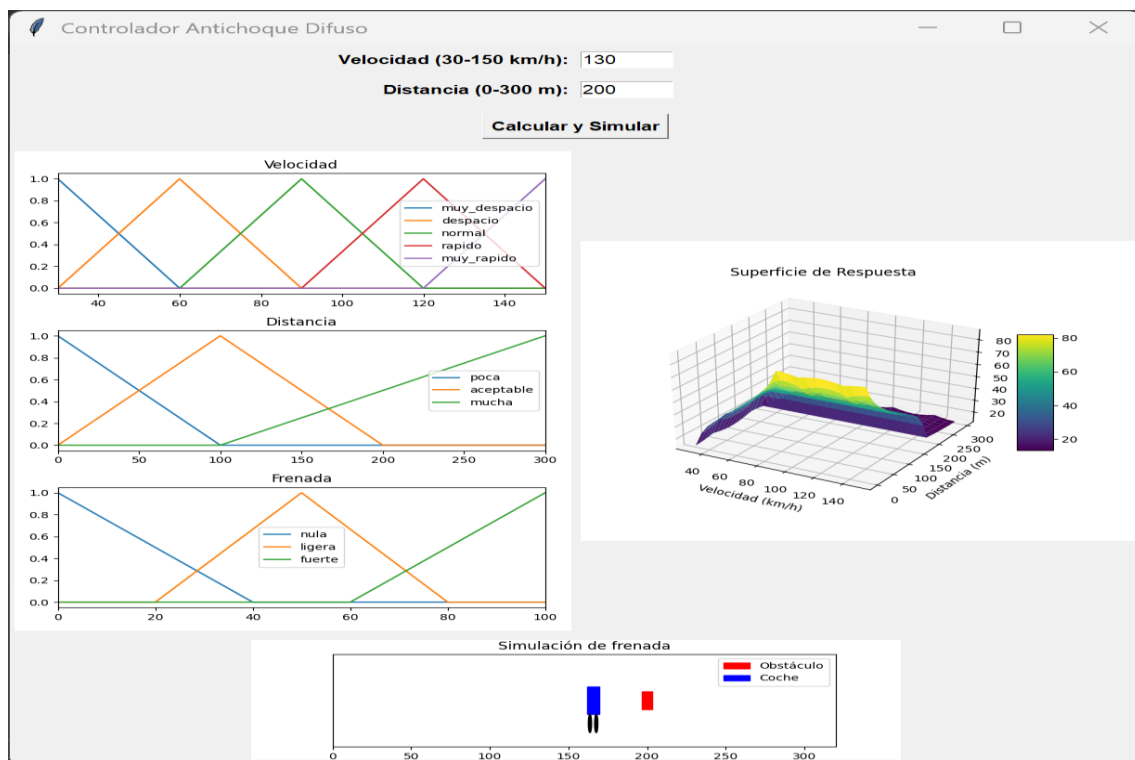 Controlador Antichoque Difuso
Velocidad (30-150 km/h): 130
Distancia (0-300 m): 200
Calcular y Simular
Velocidad
1.0
0.8
0.6
0.4
0.2
0.0
muy_despacio
despacio
normal
rapido
muy_rapido
40 60 80 100 120 140
Distancia
1.0
0.8
0.6
0.4
0.2
0.0
poca
aceptable
mucha
0 50 100 150 200 250 300
Frenada
1.0
0.8
0.6
0.4
0.2
0.0
nula
ligera
fuerte
0 20 40 60 80 100
Superficie de Respuesta
80
70
60
50
40
30
20
40 60 80 100 120 140
Velocidad (km/h)
0 50 100 150 200 250 300
Distancia (m)
80
60
40
20
Simulación de frenada
Obstáculo
Coche
0 50 100 150 200 250 300